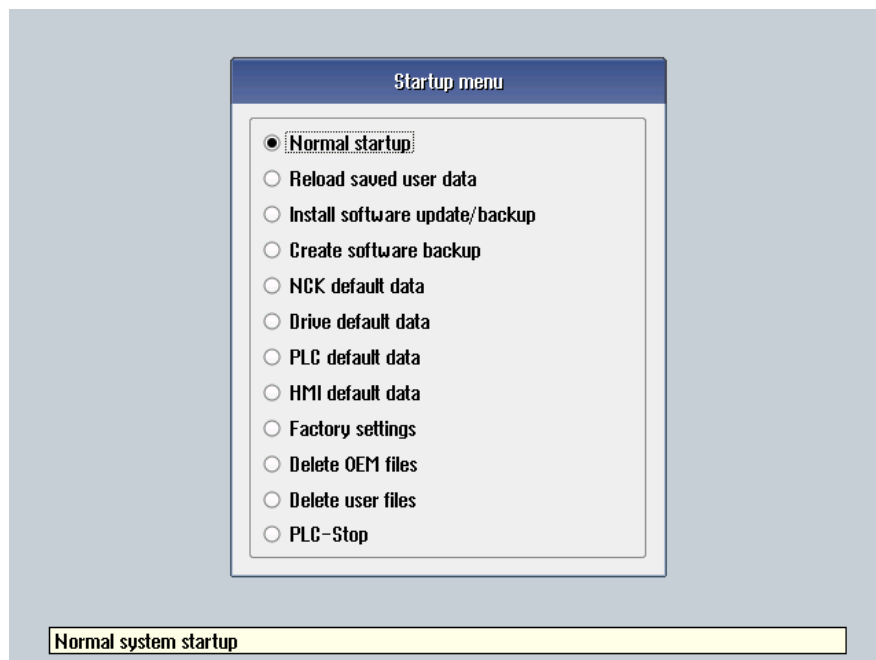 Startup menu
Normal startup
Reload saved user data
Install software update/backup
Create software backup
NCK default data
Drive default data
PLC default data
HMI default data
Factory settings
Delete OEM files
Delete user files
PLC-Stop
Normal system startup